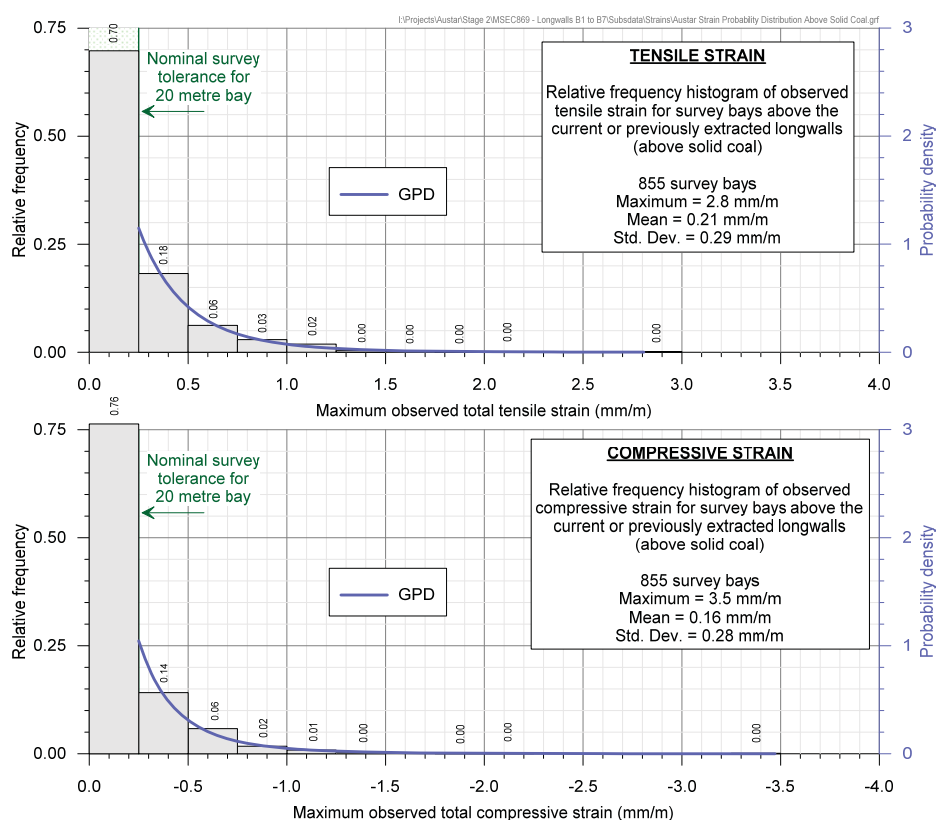 I:\Projects\Austar\Stage 2\MSEC869 - Longwalls B1 to B7\Subsdata\Strains\Austar Strain Probability Distribution Above Solid Coal.grf
0.75
0.50
0.25
0.00
Relative frequency
0.70
0.18
0.06
0.03
0.02
0.00
0.00
0.00
0.00
0.00
Nominal survey
tolerance for
20 metre bay
GPD
TENSILE STRAIN
Relative frequency histogram of observed
tensile strain for survey bays above the
current or previously extracted longwalls
(above solid coal)
855 survey bays
Maximum = 2.8 mm/m
Mean = 0.21 mm/m
Std. Dev. = 0.29 mm/m
3
2
1
0
Probability density
0.0 0.5 1.0 1.5 2.0 2.5 3.0 3.5 4.0
Maximum observed total tensile strain (mm/m)
0.75
0.50
0.25
0.00
Relative frequency
0.76
0.14
0.06
0.02
0.01
0.00
0.00
0.00
0.00
Nominal survey
tolerance for
20 metre bay
GPD
COMPRESSIVE STRAIN
Relative frequency histogram of observed
compressive strain for survey bays above the
current or previously extracted longwalls
(above solid coal)
855 survey bays
Maximum = 3.5 mm/m
Mean = 0.16 mm/m
Std. Dev. = 0.28 mm/m
3
2
1
0
Probability density
0.0 -0.5 -1.0 -1.5 -2.0 -2.5 -3.0 -3.5 -4.0
Maximum observed total compressive strain (mm/m)